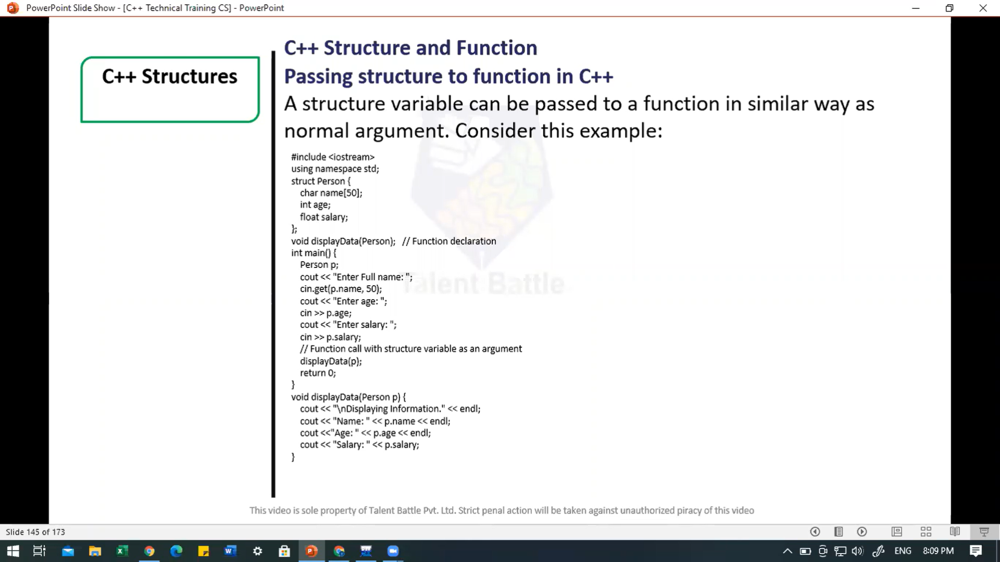 PowerPoint Slide Show - [C++ Technical Training CS] - PowerPoint
C++ Structures
C++ Structure and Function
Passing structure to function in C++
A structure variable can be passed to a function in similar way as
normal argument. Consider this example:
#include <iostream>
using namespace std;
struct Person {
char name[50];
int age;
float salary;
};
void displayData(Person);   // Function declaration
int main() {
Person p;
cout << "Enter Full name: ";
cin.get(p.name, 50);
cout << "Enter age: ";
cin >> p.age;
cout << "Enter salary: ";
cin >> p.salary;
// Function call with structure variable as an argument
displayData(p);
return 0;
}
void displayData(Person p) {
cout << "\nDisplaying Information." << endl;
cout << "Name: " << p.name << endl;
cout <<"Age: " << p.age << endl;
cout << "Salary: " << p.salary;
}
Talent Battle
This video is sole property of Talent Battle Pvt. Ltd. Strict penal action will be taken against unauthorized piracy of this video
Slide 145 of 173
ENG
8:09 PM